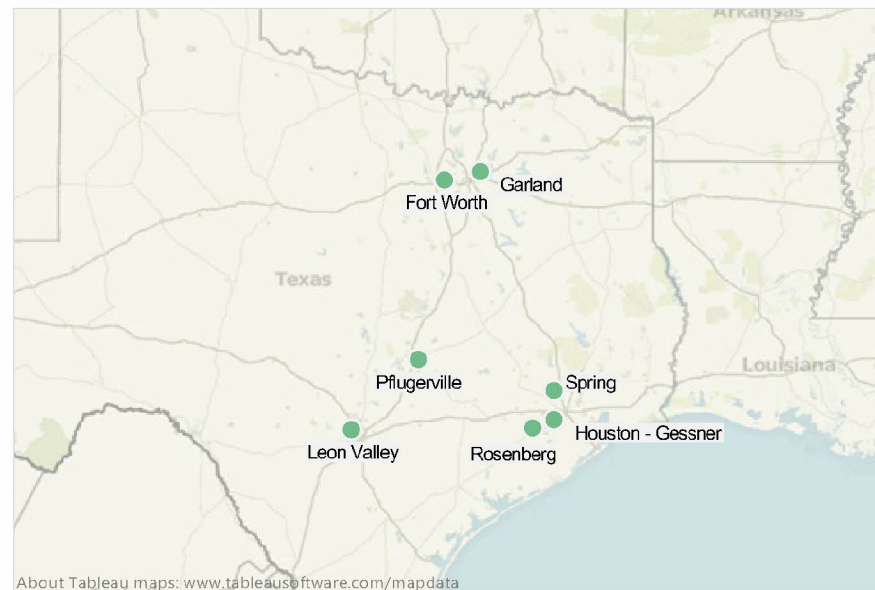 Arkansas
Garland
Fort Worth
Texas
Pflugerville
Spring
Louisiana
Houston - Gessner
Leon Valley
Rosenberg
About Tableau maps: www.tableausoftware.com/mapdata